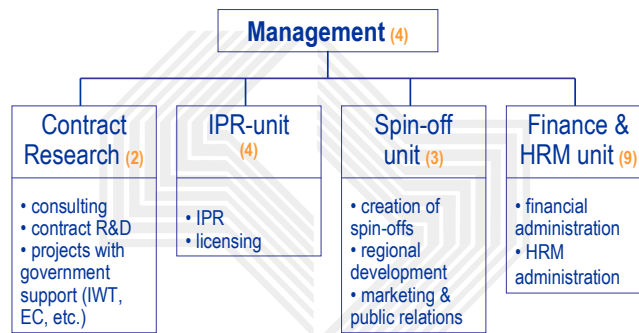 Management (4)
Contract
Research (2)
• consulting
• contract R&D
• projects with
government
support (IWT,
EC, etc.)
IPR-unit
(4)
• IPR
• licensing
Spin-off
unit (3)
• creation of
spin-offs
• regional
development
• marketing &
public relations
Finance &
HRM unit (9)
• financial
administration
• HRM
administration